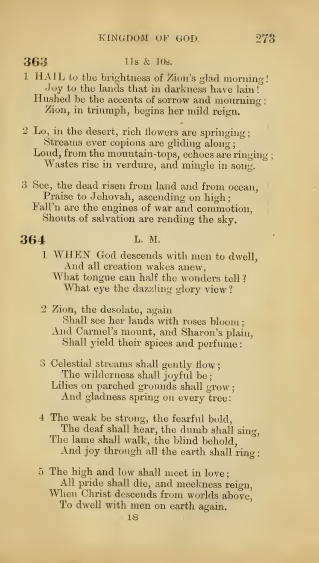 KINGDOM OF GOD. 273
363 11s & 10s.
1 HAIL to the brightness of Zion's glad morning!
Joy to the lands that in darkness have lain!
Hushed be the accents of sorrow and mourning:
Zion, in triumph, begins her mild reign.
2 Lo, in the desert, rich flowers are springing;
Streams ever copious are gliding along;
Loud, from the mountain-tops, echoes are ringing;
Wastes rise in verdure, and mingle in song.
3 See, the dead risen from land and from ocean,
Praise to Jehovah, ascending on high;
Fall'n are the engines of war and commotion,
Shouts of salvation are rending the sky.
364 L. M.
1 WHEN God descends with men to dwell,
And all creation wakes anew,
What tongue can half the wonders tell?
What eye the dazzling glory view?
2 Zion, the desolate, again
Shall see her lands with roses bloom;
And Carmel's mount, and Sharon's plain,
Shall yield their spices and perfume:
3 Celestial streams shall gently flow;
The wilderness shall joyful be;
Lilies on parched grounds shall grow;
And gladness spring on every tree:
4 The weak be strong, the fearful bold,
The deaf shall hear, the dumb shall sing,
The lame shall walk, the blind behold,
And joy through all the earth shall ring:
5 The high and low shall meet in love;
All pride shall die, and meekness reign,
When Christ descends from worlds above,
To dwell with men on earth again.
18